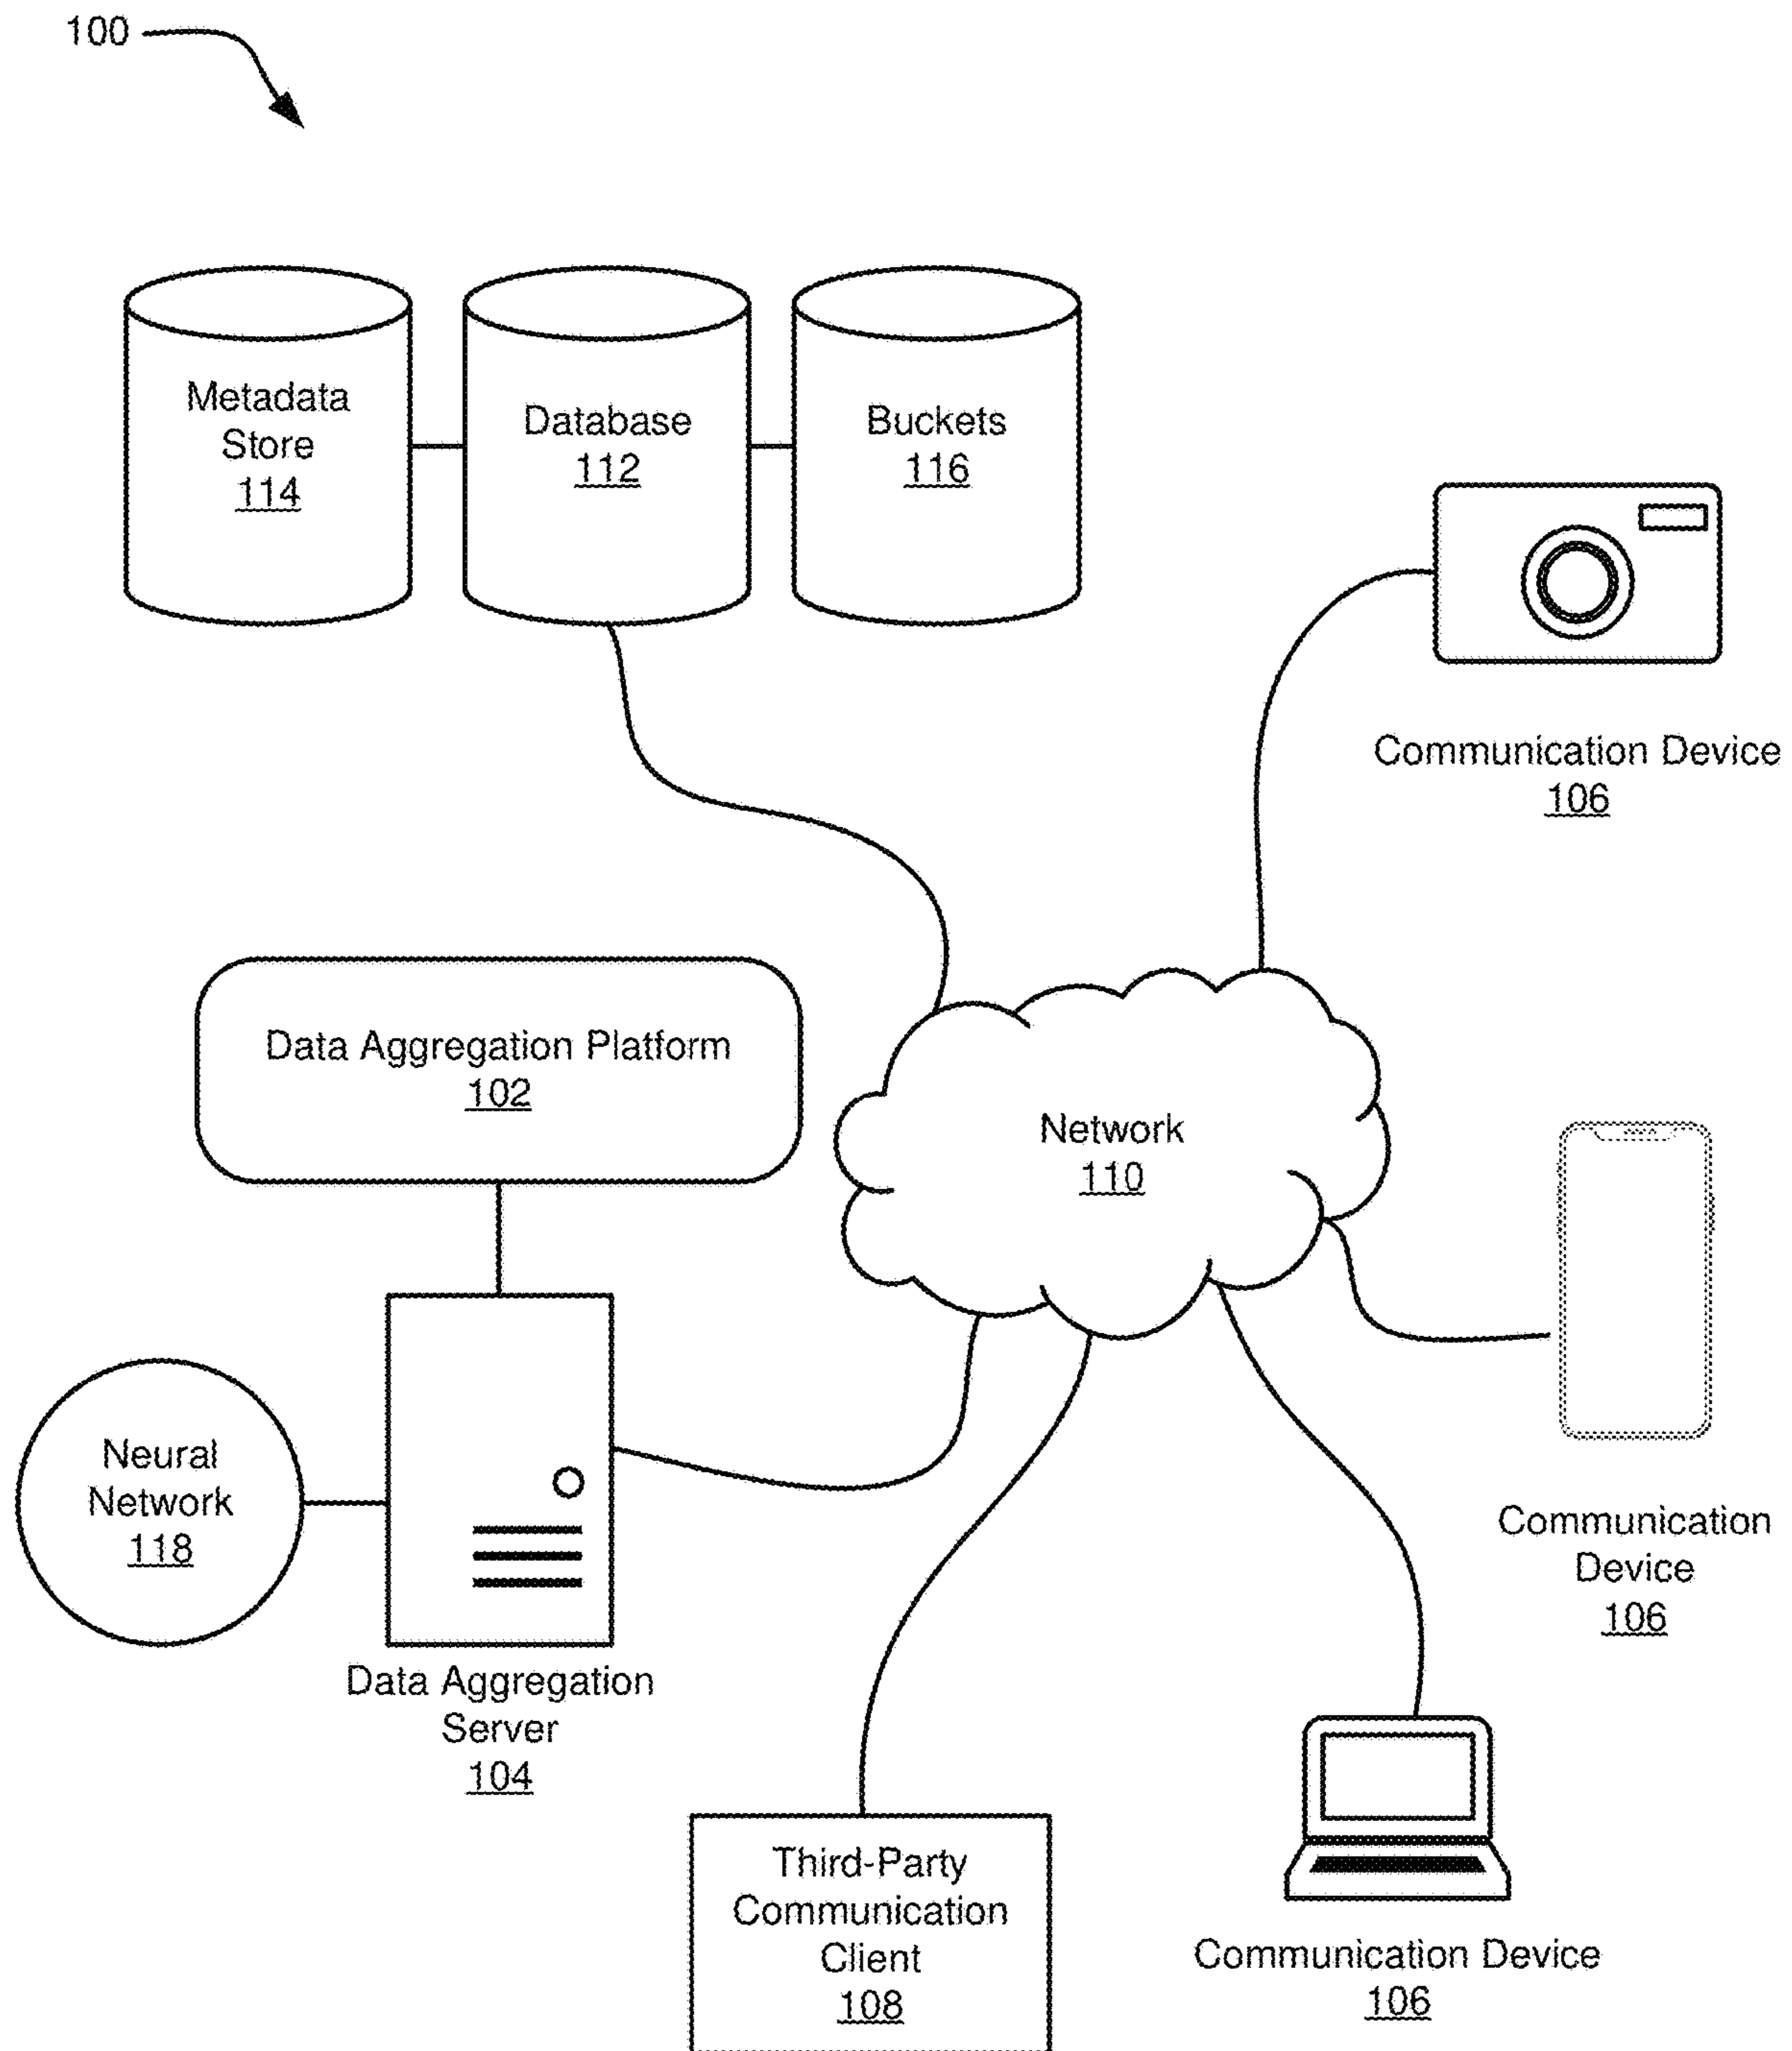 100
Metadata
Store
114
Database
112
Buckets
116
Communication Device
106
Data Aggregation Platform
102
Network
110
Neural
Network
118
Data Aggregation
Server
104
Communication
Device
106
Third-Party
Communication
Client
108
Communication Device
106